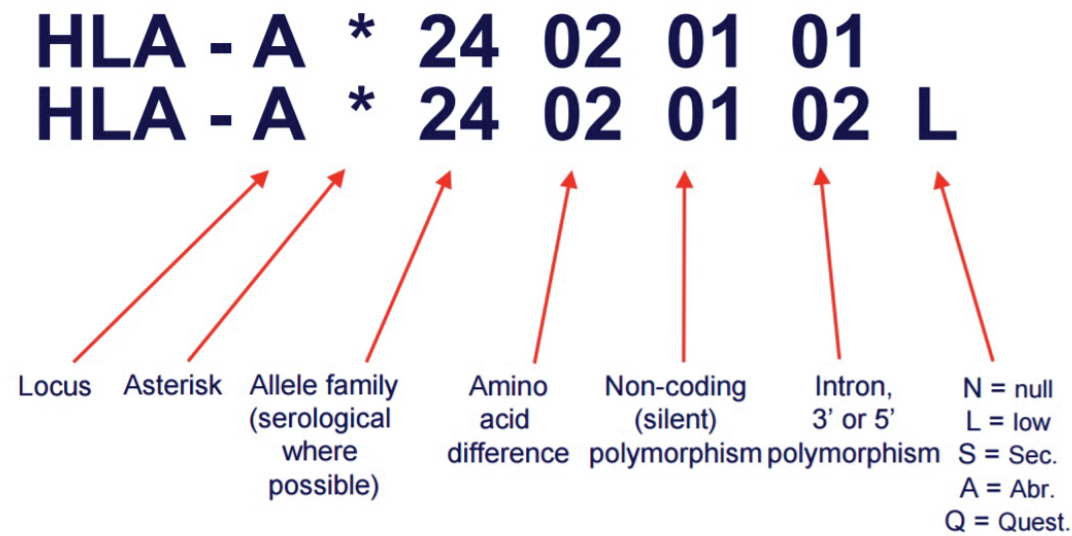 HLA - A * 24 02 01 01
HLA - A * 24 02 01 02 L
Locus
Asterisk
Allele family
(serological
where
possible)
Amino
acid
difference
Non-coding
(silent)
polymorphism
Intron,
3’ or 5’
polymorphism
N = null
L = low
S = Sec.
A = Abr.
Q = Quest.